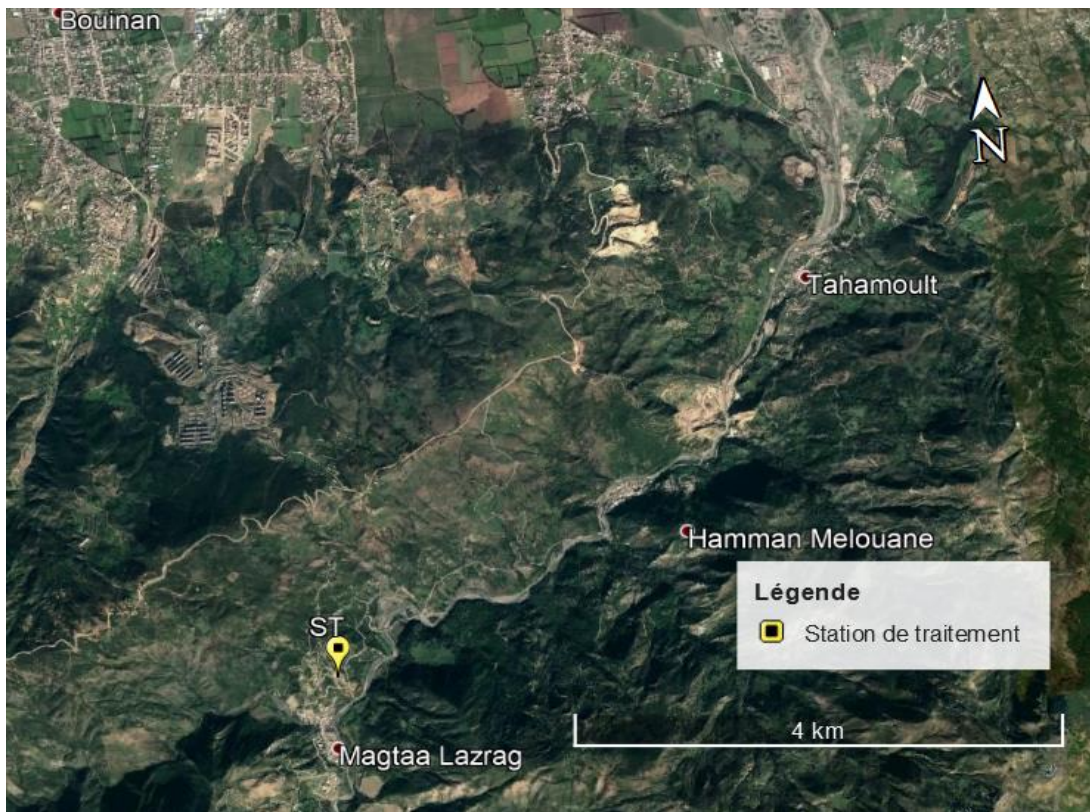 Bouinan
N
Tahamoult
Hamman Melouane
Légende
Station de traitement
ST
4 km
Magtaa Lazrag